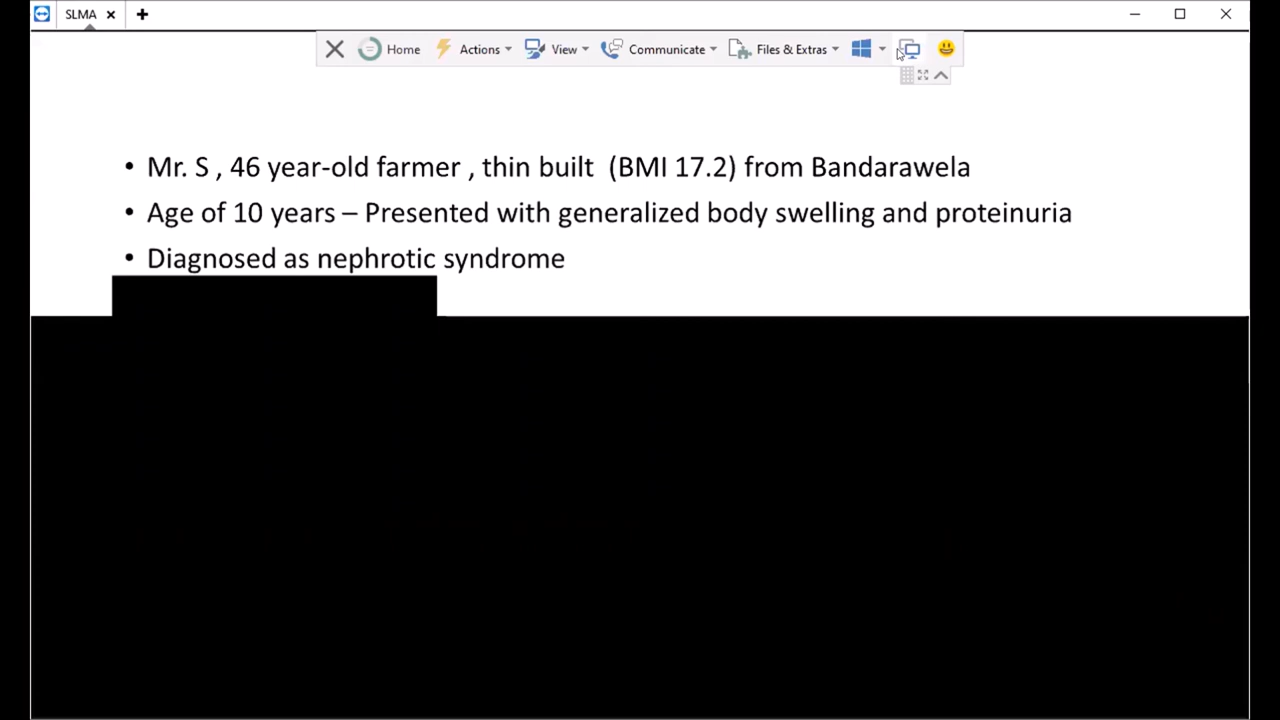 SLMA
Home Actions View Communicate Files & Extras
• Mr. S , 46 year-old farmer , thin built (BMI 17.2) from Bandarawela
• Age of 10 years – Presented with generalized body swelling and proteinuria
• Diagnosed as nephrotic syndrome